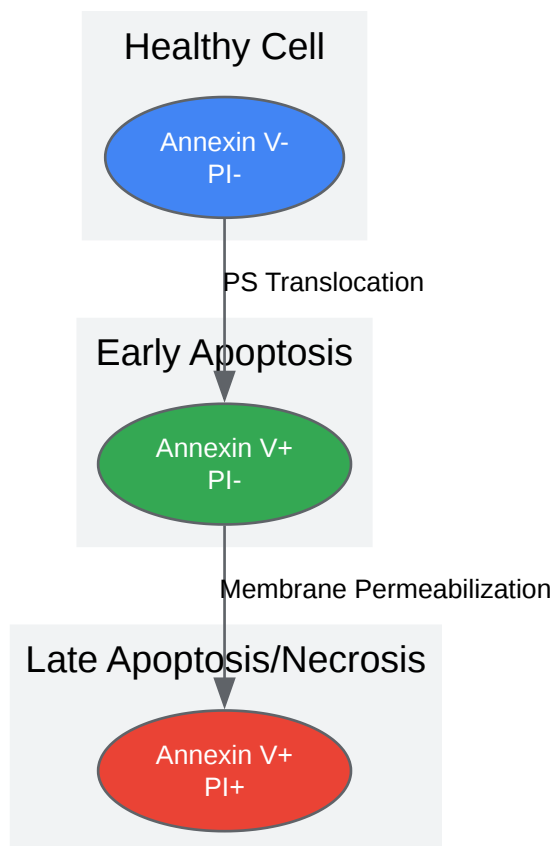 Healthy Cell
Annexin V-
PI-
PS Translocation
Early Apoptosis
Annexin V+
PI-
Membrane Permeabilization
Late Apoptosis/Necrosis
Annexin V+
PI+